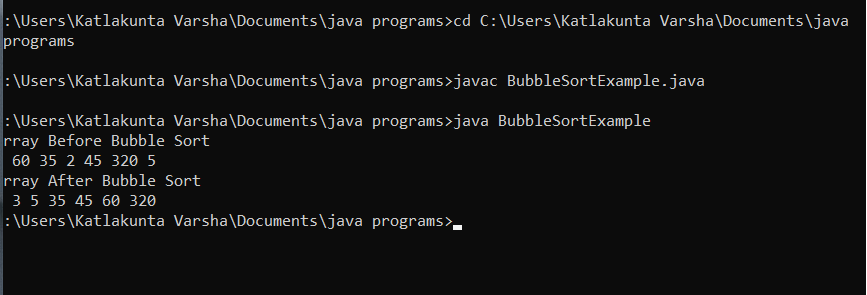 :\Users\Katlakunta Varsha\Documents\java programs>cd C:\Users\Katlakunta Varsha\Documents\java
programs
:\Users\Katlakunta Varsha\Documents\java programs>javac BubbleSortExample.java
:\Users\Katlakunta Varsha\Documents\java programs>java BubbleSortExample
rray Before Bubble Sort
60 35 2 45 320 5
rray After Bubble Sort
3 5 35 45 60 320
:\Users\Katlakunta Varsha\Documents\java programs>